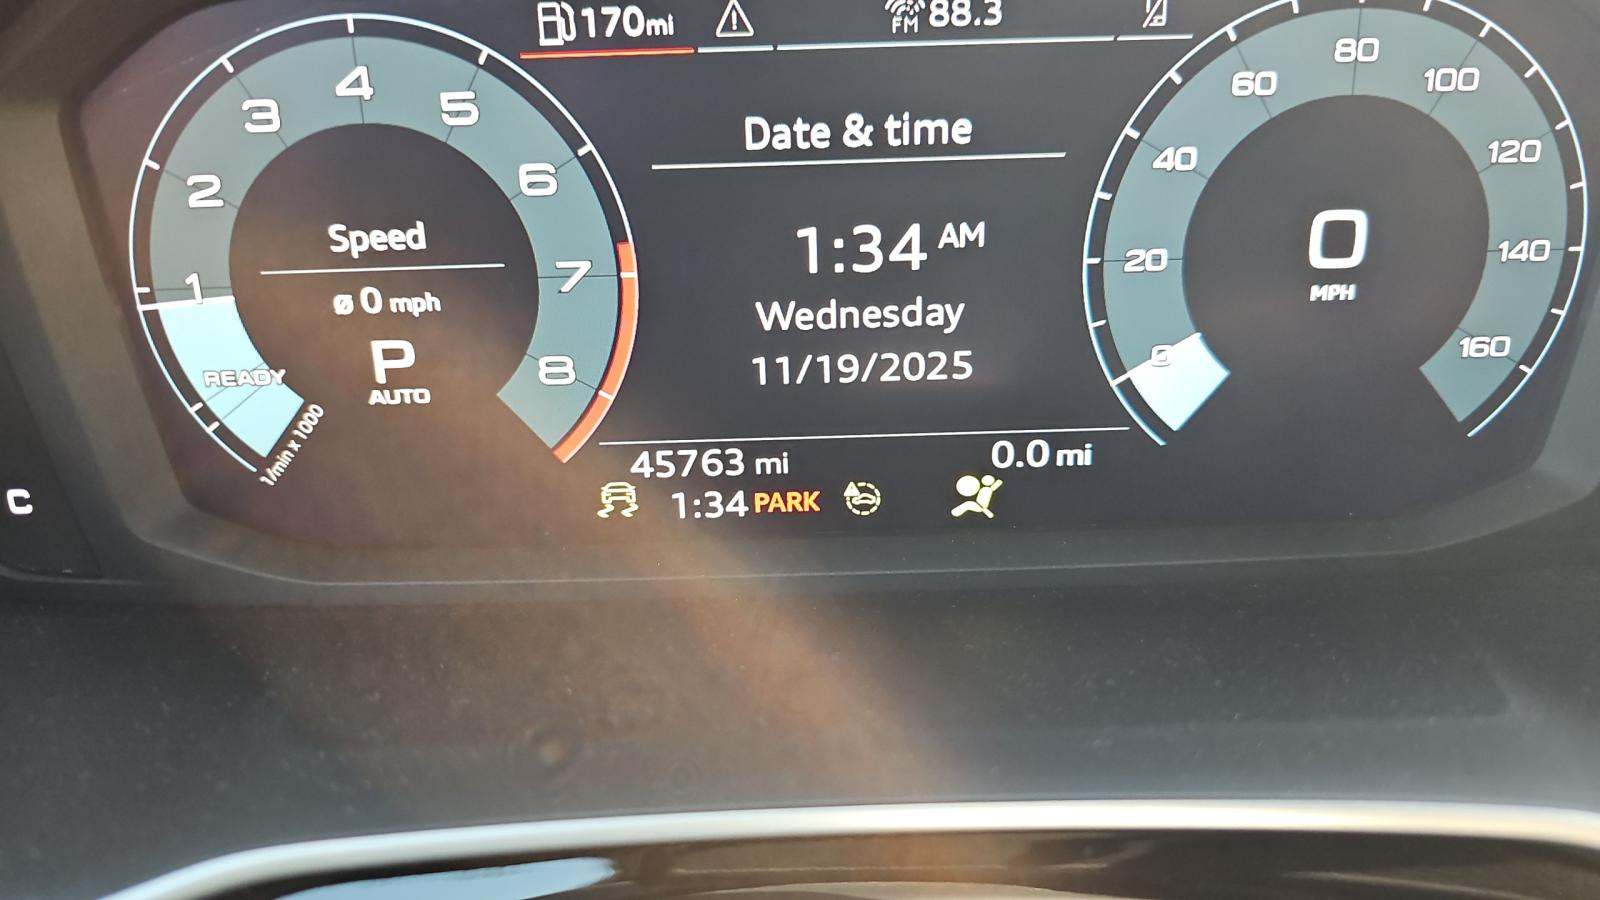 170mi
FM 88.3
Date & time
1:34 AM
Wednesday
11/19/2025
1 2 3 4 5 6 7 8
READY
1/min x 1000
Speed
ø 0 mph
P
AUTO
0 20 40 60 80 100 120 140 160
0
MPH
45763 mi
0.0 mi
1:34 PARK
C